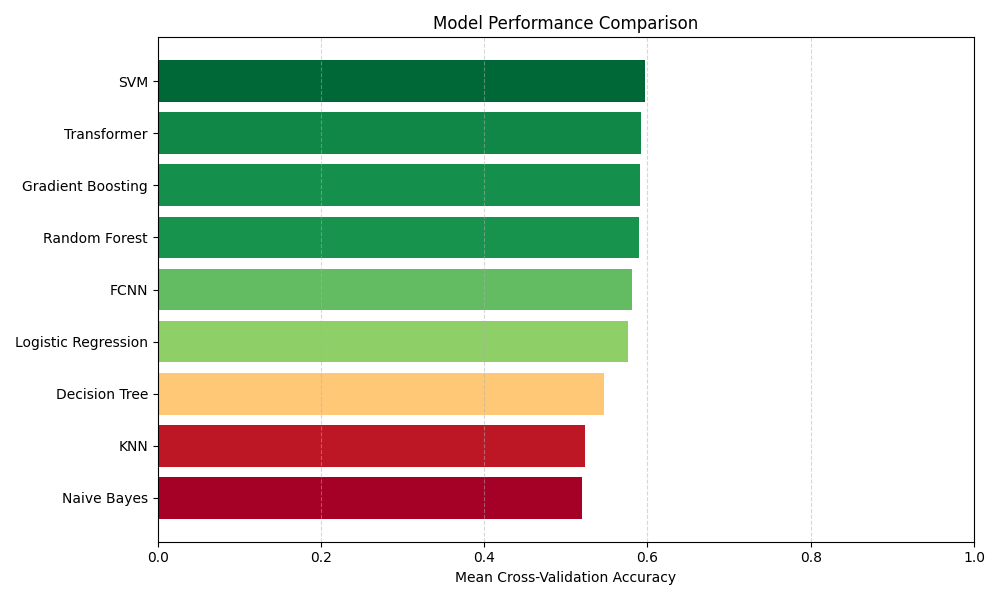 Model Performance Comparison
SVM
Transformer
Gradient Boosting
Random Forest
FCNN
Logistic Regression
Decision Tree
KNN
Naive Bayes
0.0 0.2 0.4 0.6 0.8 1.0
Mean Cross-Validation Accuracy